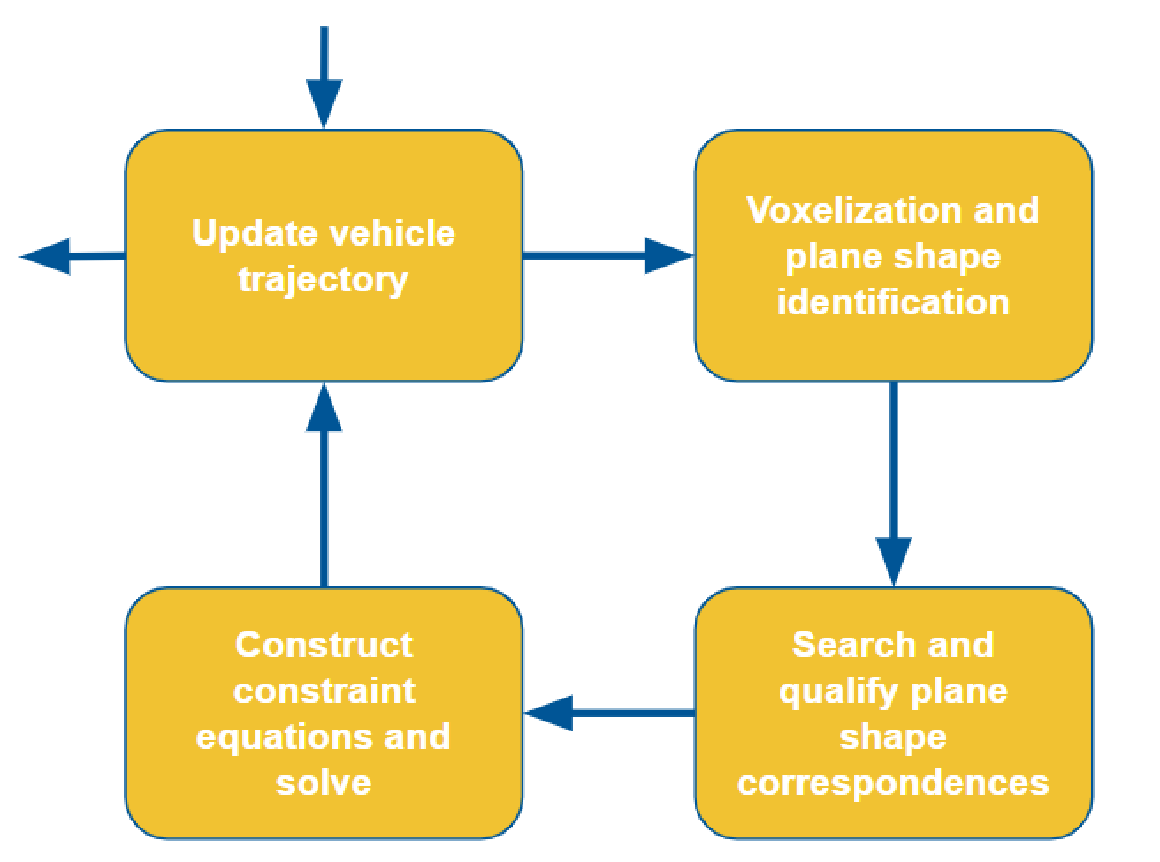 Update vehicle
trajectory
Voxelization and
plane shape
identification
Construct
constraint
equations and
solve
Search and
qualify plane
shape
correspondences